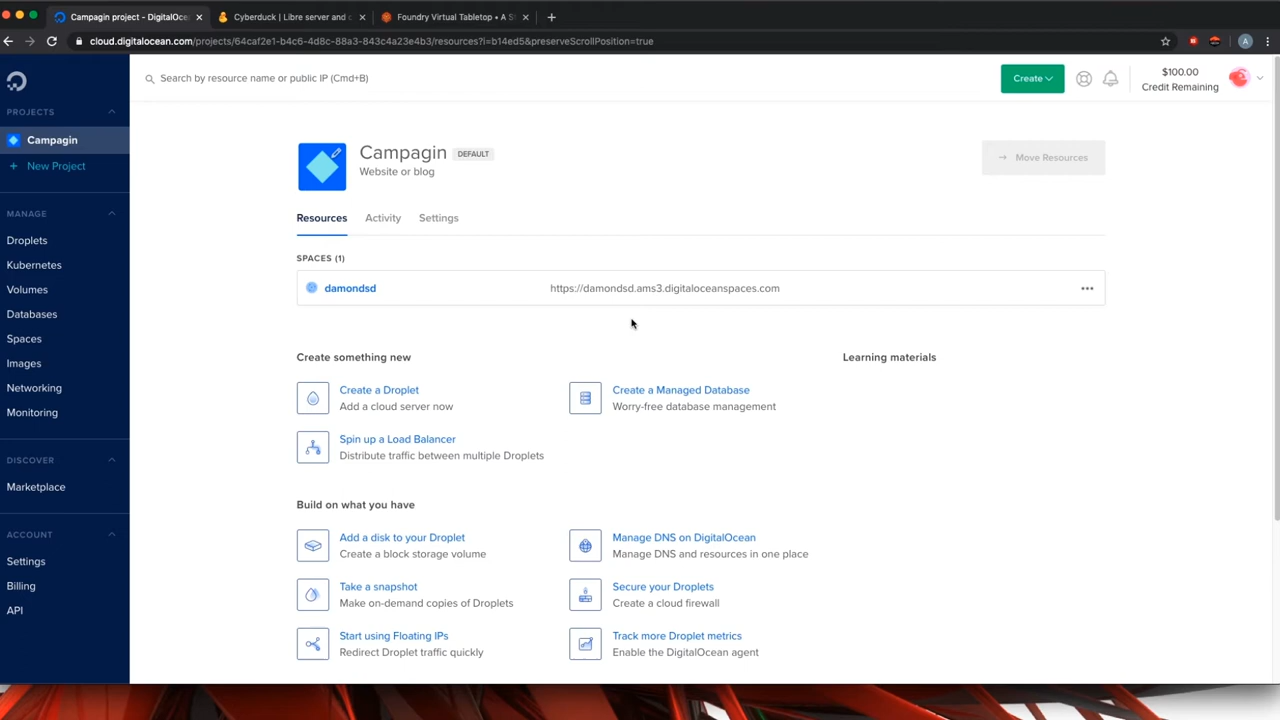 Campagin project - DigitalOcea
Cyberduck | Libre server and c
Foundry Virtual Tabletop • A S
cloud.digitalocean.com/projects/64caf2e1-b4c6-4d8c-88a3-843c4a23e4b3/resources?i=b14ed5&preserveScrollPosition=true
A
Search by resource name or public IP (Cmd+B)
Create
$100.00
Credit Remaining
PROJECTS
Campagin
+ New Project
MANAGE
Droplets
Kubernetes
Volumes
Databases
Spaces
Images
Networking
Monitoring
DISCOVER
Marketplace
ACCOUNT
Settings
Billing
API
Campagin DEFAULT
Website or blog
→ Move Resources
Resources Activity Settings
SPACES (1)
damondsd https://damondsd.ams3.digitaloceanspaces.com
Create something new
Learning materials
Create a Droplet
Add a cloud server now
Create a Managed Database
Worry-free database management
Spin up a Load Balancer
Distribute traffic between multiple Droplets
Build on what you have
Add a disk to your Droplet
Create a block storage volume
Manage DNS on DigitalOcean
Manage DNS and resources in one place
Take a snapshot
Make on-demand copies of Droplets
Secure your Droplets
Create a cloud firewall
Start using Floating IPs
Redirect Droplet traffic quickly
Track more Droplet metrics
Enable the DigitalOcean agent